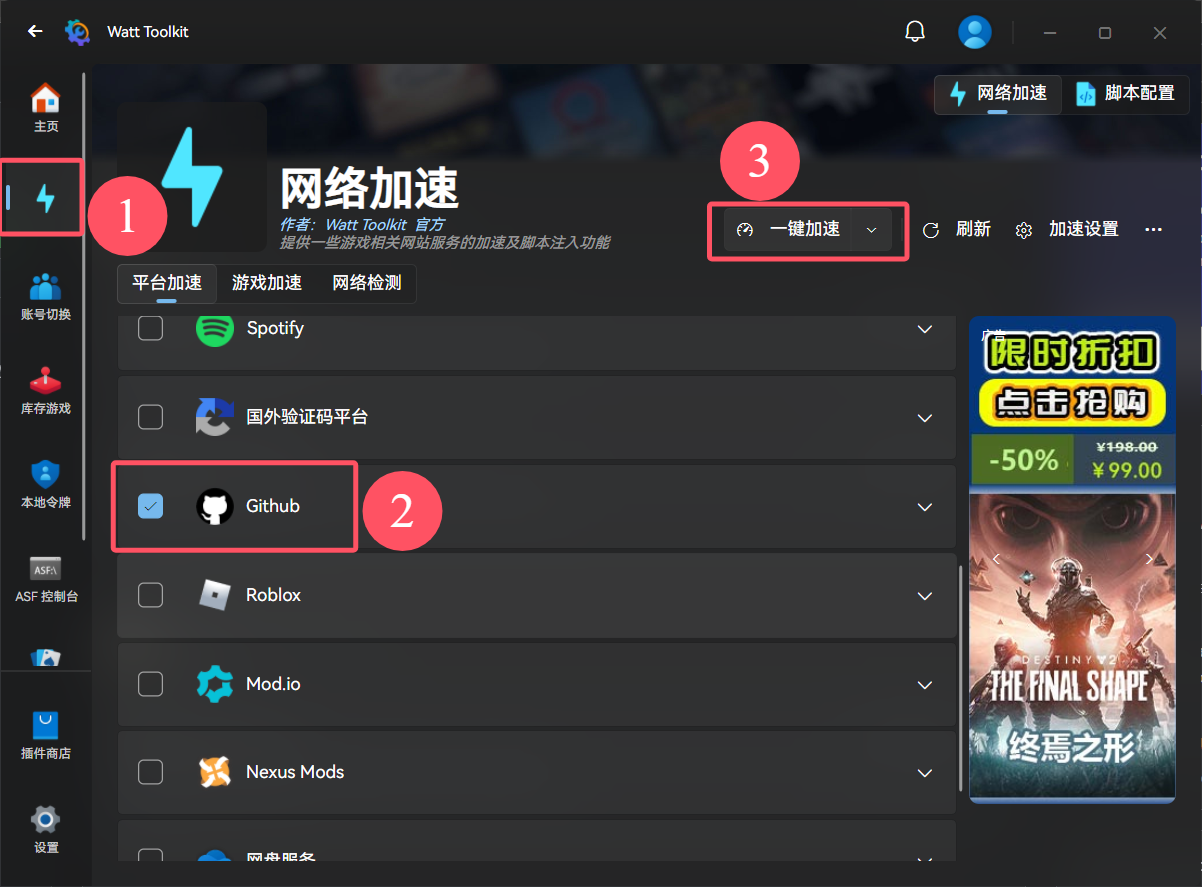 Watt Toolkit
主页
账号切换
库存游戏
本地令牌
ASF:\
ASF 控制台
插件商店
设置
网络加速
脚本配置
1
网络加速
作者： Watt Toolkit 官方
提供一些游戏相关网站服务的加速及脚本注入功能
3
一键加速
刷新
加速设置
平台加速
游戏加速
网络检测
Spotify
国外验证码平台
Github
2
Roblox
Mod.io
Nexus Mods
网盘服务
广告
限时折扣
点击抢购
-50%
¥198.00
¥99.00
DESTINY 2
THE FINAL SHAPE
终焉之形